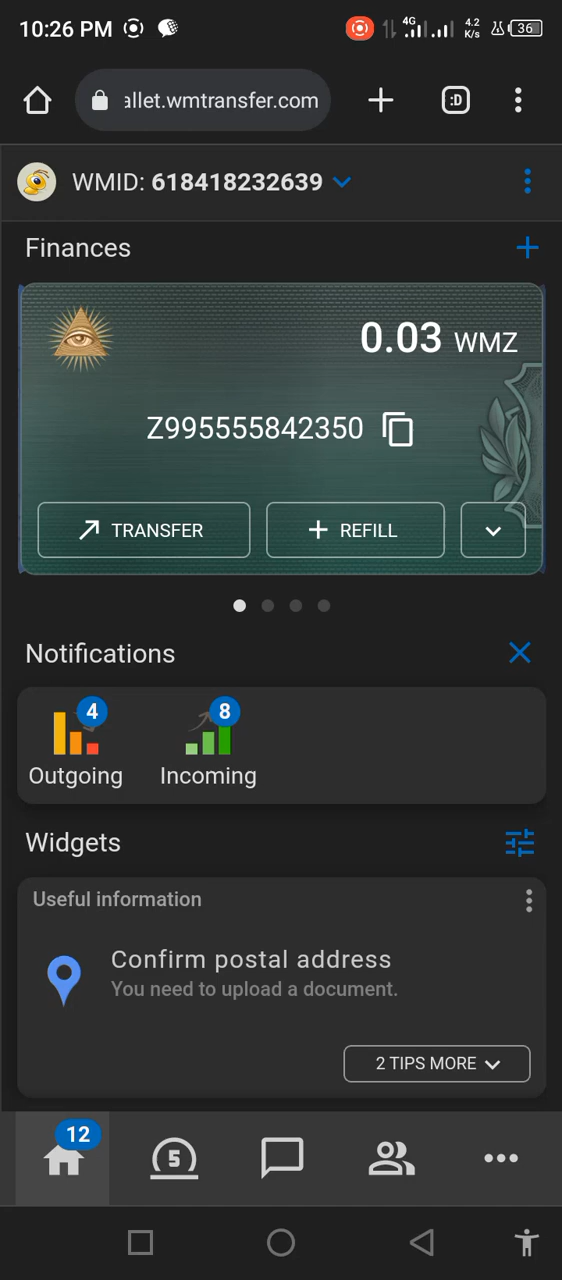 10:26 PM 4G 4.2 K/s 36
allet.wmtransfer.com :D
WMID: 618418232639
Finances
0.03 WMZ
Z995555842350
TRANSFER REFILL
Notifications
4 8
Outgoing Incoming
Widgets
Useful information
Confirm postal address
You need to upload a document.
2 TIPS MORE
12
5